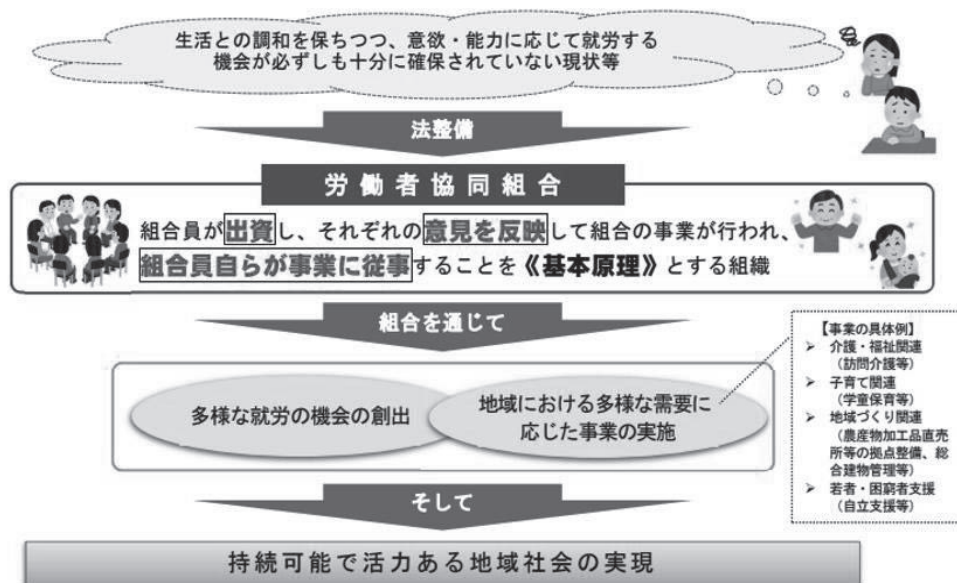 生活との調和を保ちつつ、意欲・能力に応じて就労する
機会が必ずしも十分に確保されていない現状等
法整備
労働者協同組合
組合員が出資し、それぞれの意見を反映して組合の事業が行われ、
組合員自らが事業に従事することを《基本原理》とする組織
組合を通じて
多様な就労の機会の創出
地域における多様な需要に
応じた事業の実施
【事業の具体例】
➢ 介護・福祉関連
（訪問介護等）
➢ 子育て関連
（学童保育等）
➢ 地域づくり関連
（農産物加工品直売
所等の拠点整備、総
合建物管理等）
➢ 若者・困窮者支援
（自立支援等）
そして
持続可能で活力ある地域社会の実現